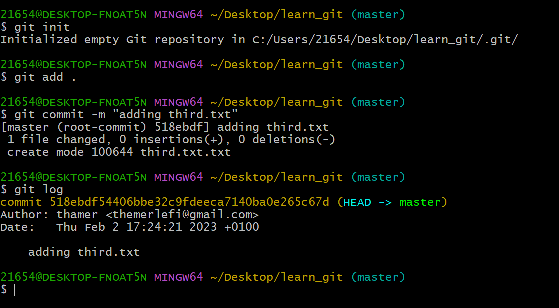 21654@DESKTOP-FNOAT5N MINGW64 ~/Desktop/learn_git (master)
$ git init
Initialized empty Git repository in C:/Users/21654/Desktop/learn_git/.git/
21654@DESKTOP-FNOAT5N MINGW64 ~/Desktop/learn_git (master)
$ git add .
21654@DESKTOP-FNOAT5N MINGW64 ~/Desktop/learn_git (master)
$ git commit -m "adding third.txt"
[master (root-commit) 518ebdf] adding third.txt
1 file changed, 0 insertions(+), 0 deletions(-)
create mode 100644 third.txt.txt
21654@DESKTOP-FNOAT5N MINGW64 ~/Desktop/learn_git (master)
$ git log
commit 518ebdf54406bbe32c9fdeeca7140ba0e265c67d (HEAD -> master)
Author: thamer <themerlefi@gmail.com>
Date: Thu Feb 2 17:24:21 2023 +0100
adding third.txt
21654@DESKTOP-FNOAT5N MINGW64 ~/Desktop/learn_git (master)
$